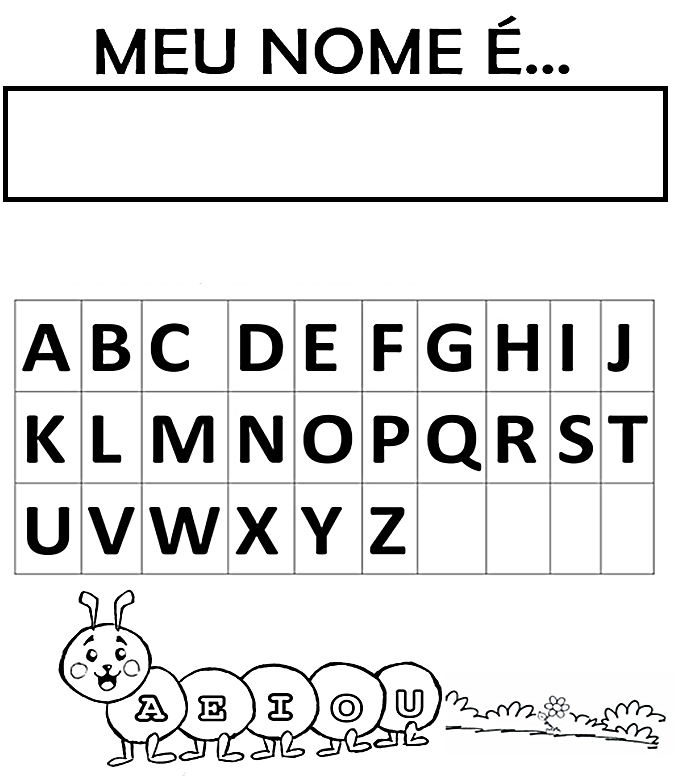 MEU NOME É...
A B C D E F G H I J
K L M N O P Q R S T
U V W X Y Z
A E I O U